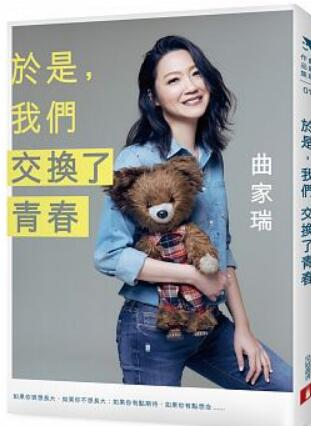 於是，
我們
交換了
青春
曲家瑞
如果你嫌想長大，如果你不想長大；如果你有點期待，如果你有點想念……
於是，我們交換了青春